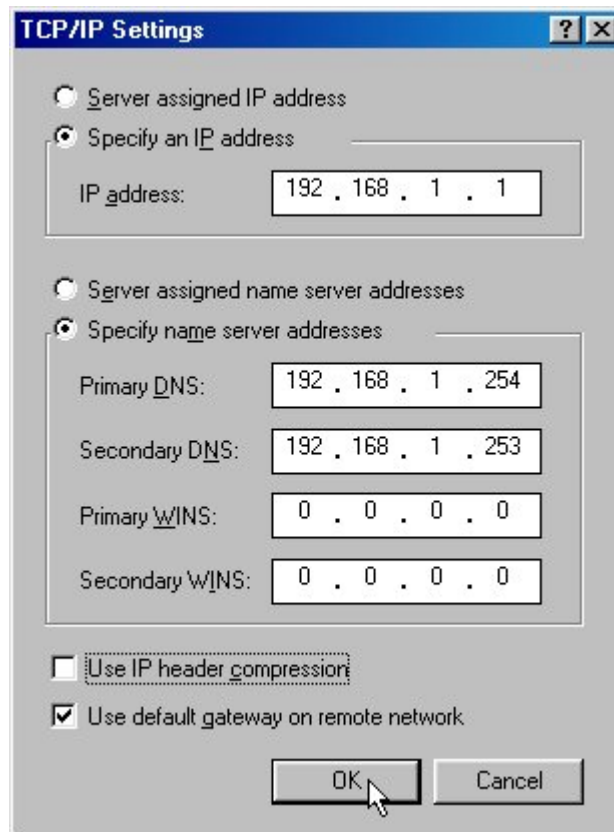 TCP/IP Settings ? X
Server assigned IP address
Specify an IP address
IP address: 192 . 168 . 1 . 1
Server assigned name server addresses
Specify name server addresses
Primary DNS: 192 . 168 . 1 . 254
Secondary DNS: 192 . 168 . 1 . 253
Primary WINS: 0 . 0 . 0 . 0
Secondary WINS: 0 . 0 . 0 . 0
Use IP header compression
Use default gateway on remote network
OK Cancel